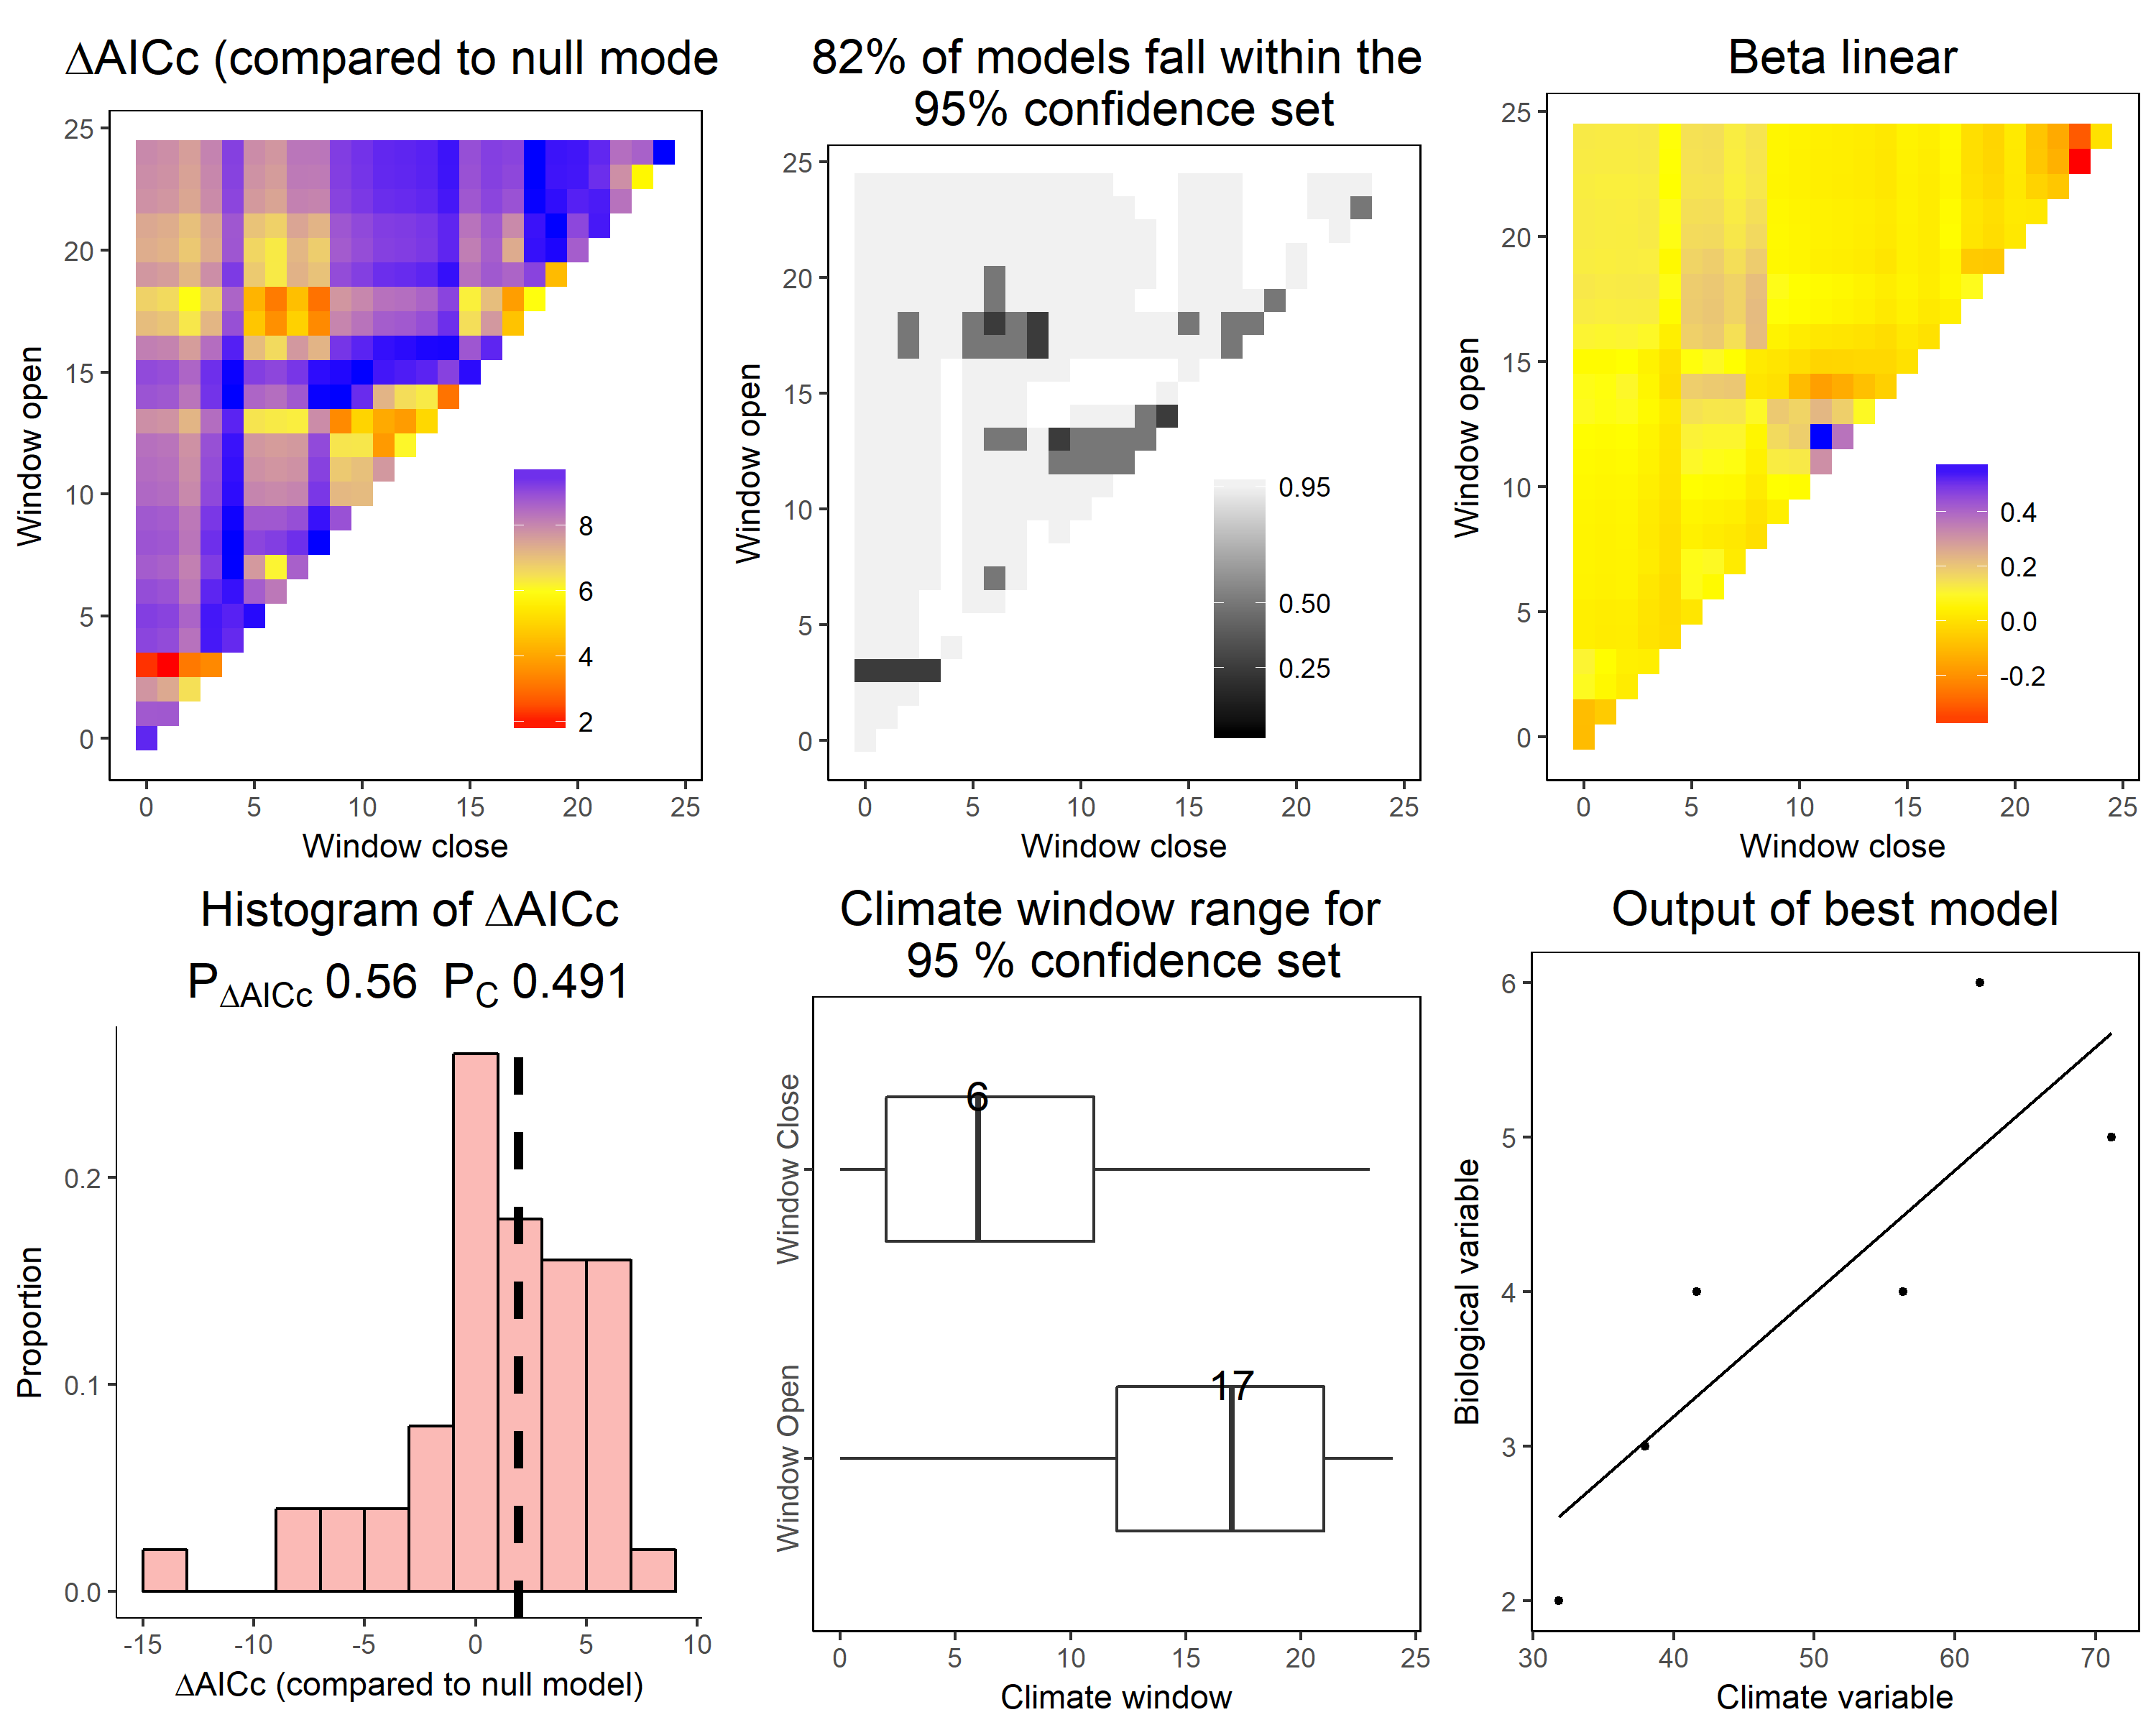 ΔAICc (compared to null mode
25
20
15
10
5
0
Window open
8
6
4
2
0 5 10 15 20 25
Window close
82% of models fall within the
95% confidence set
25
20
15
10
5
0
Window open
0.95
0.50
0.25
0 5 10 15 20 25
Window close
Beta linear
25
20
15
10
5
0
Window open
0.4
0.2
0.0
-0.2
0 5 10 15 20 25
Window close
Histogram of ΔAICc
PΔAICc 0.56 PC 0.491
0.2
0.1
0.0
Proportion
-15 -10 -5 0 5 10
ΔAICc (compared to null model)
Climate window range for
95 % confidence set
Window Close
6
Window Open
17
0 5 10 15 20 25
Climate window
Output of best model
6
5
4
3
2
Biological variable
30 40 50 60 70
Climate variable